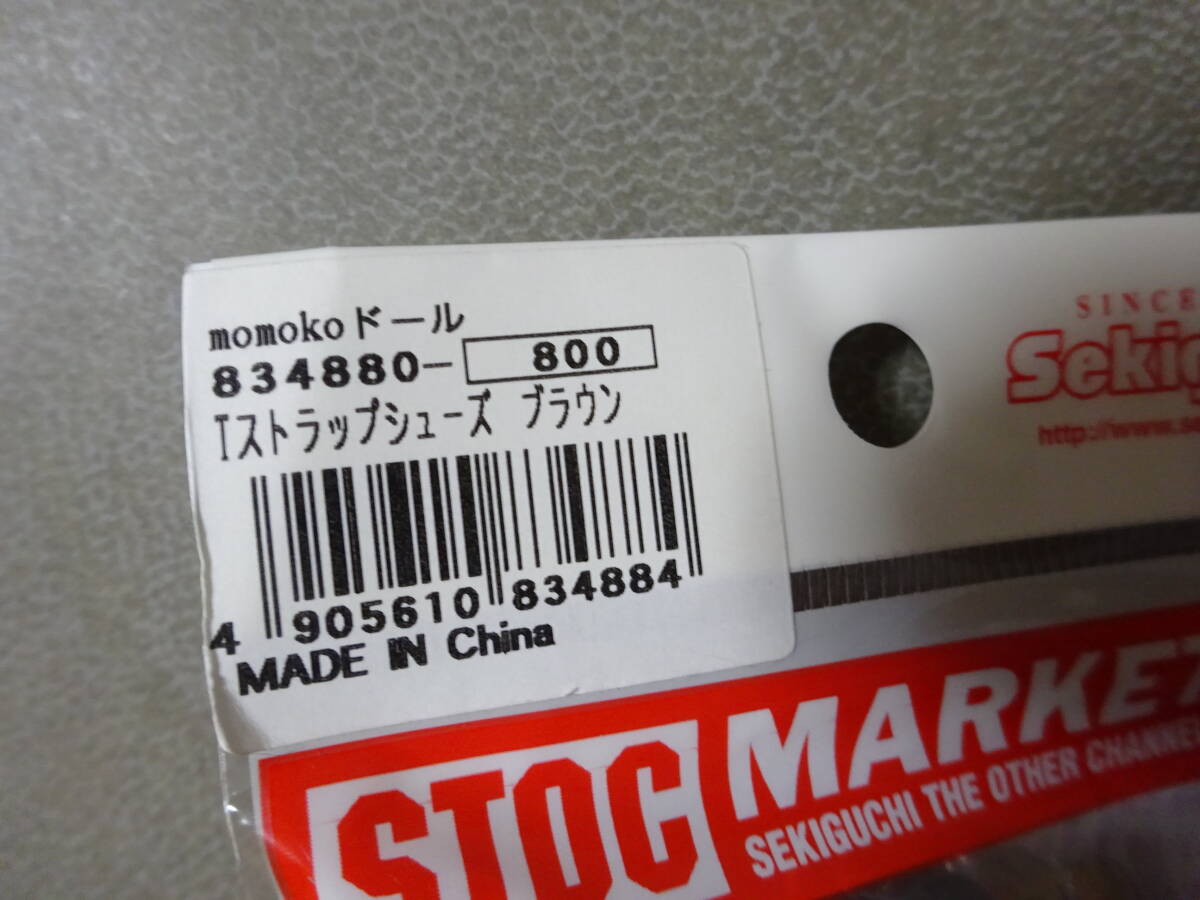 momokoドール
834880- 800
Tストラップシューズ ブラウン
4 905610 834884
MADE IN China
SINCE
Sekig
http://www.se
STOC MARKET
SEKIGUCHI THE OTHER CHANNE